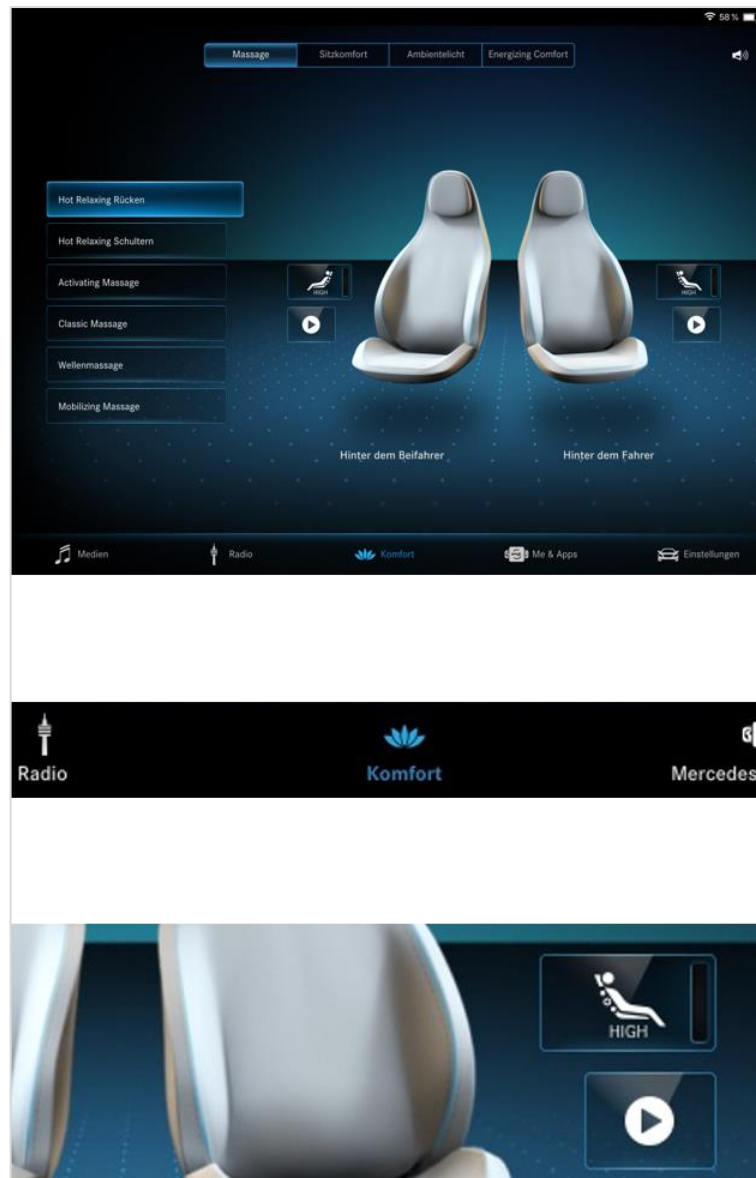 58 %
Massage Sitzkomfort Ambientelicht Energizing Comfort
Hot Relaxing Rücken
Hot Relaxing Schultern
Activating Massage
HIGH HIGH
Classic Massage
Wellenmassage
Mobilizing Massage
Hinter dem Beifahrer Hinter dem Fahrer
Medien Radio Komfort Me & Apps Einstellungen
Radio Komfort Mercedes
HIGH